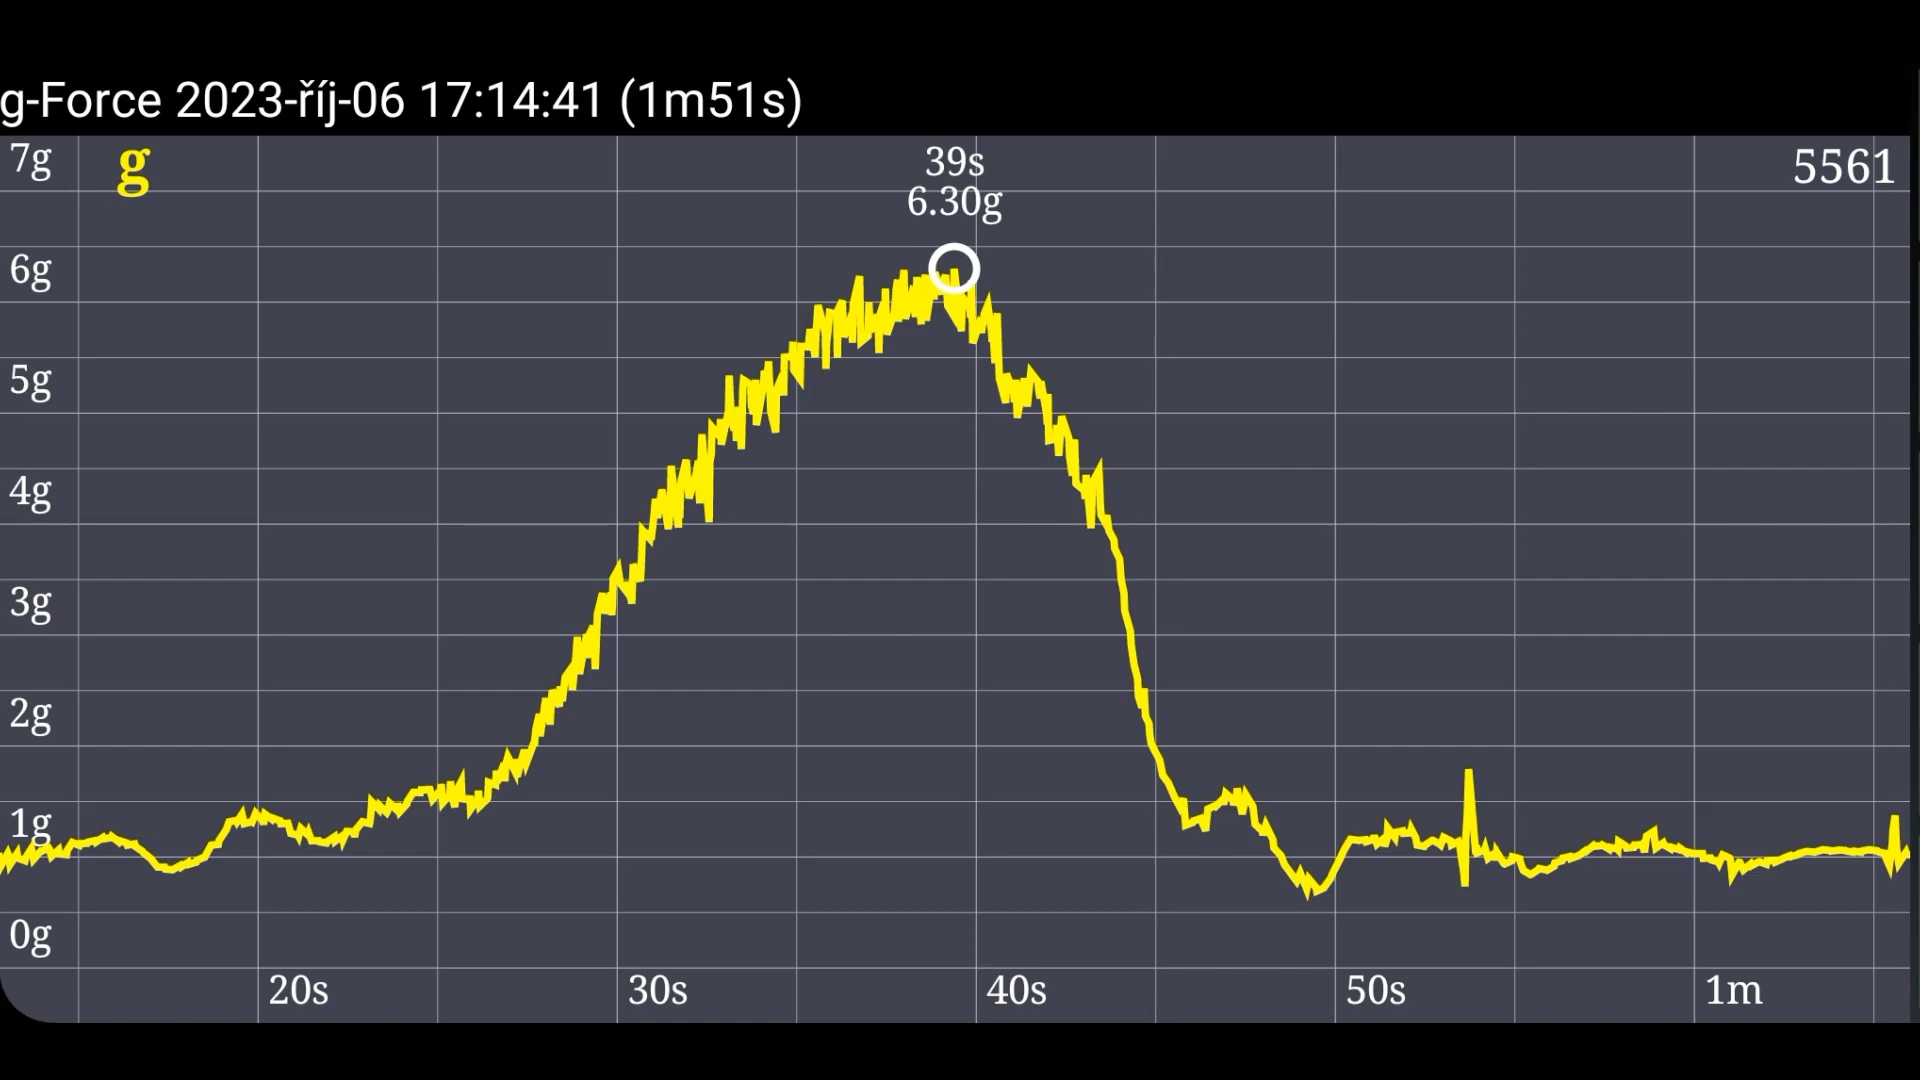 g-Force 2023-říj-06 17:14:41 (1m51s)
7g
g
39s
5561
6.30g
6g
5g
4g
3g
2g
1g
0g
20s
30s
40s
50s
1m